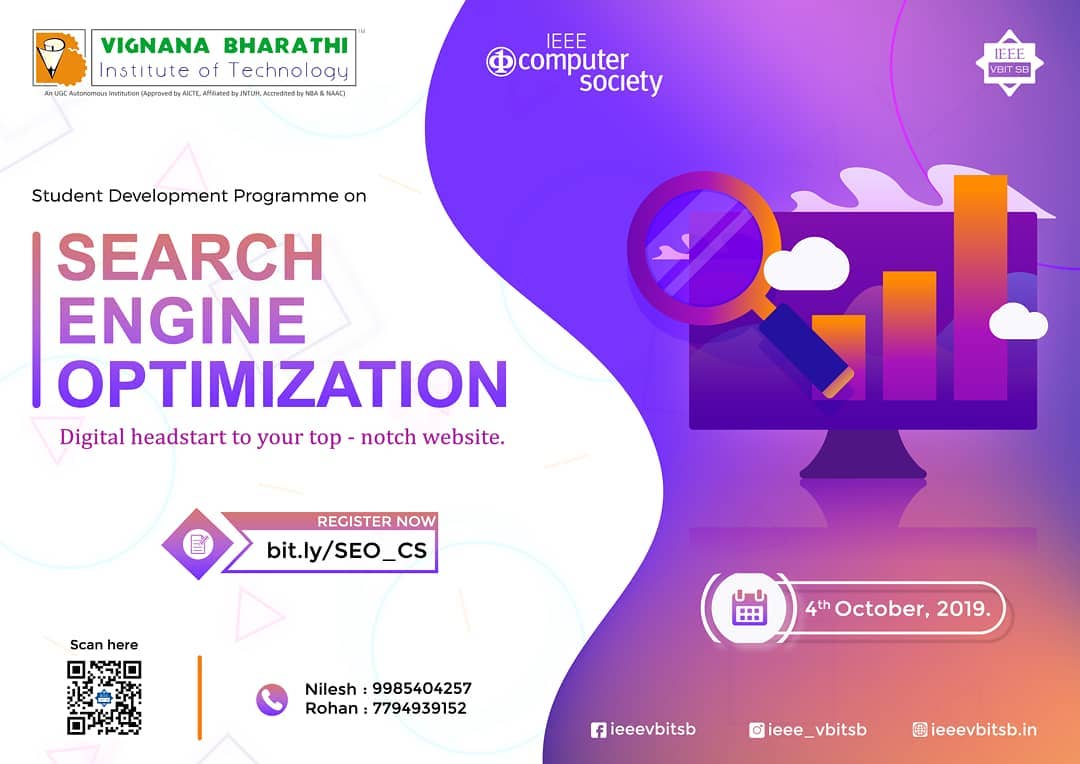 VIGNANA BHARATHI
TM
Institute of Technology
An UGC Autonomous Institution (Approved by AICTE, Affiliated by JNTUH, Accredited by NBA & NAAC)
IEEE
computer
society
IEEE
VBIT SB
Student Development Programme on
SEARCH
ENGINE
OPTIMIZATION
Digital headstart to your top - notch website.
REGISTER NOW
bit.ly/SEO_CS
4th October, 2019.
Scan here
Nilesh : 9985404257
Rohan : 7794939152
ieeevbitsb
ieee_vbitsb
ieeevbitsb.in